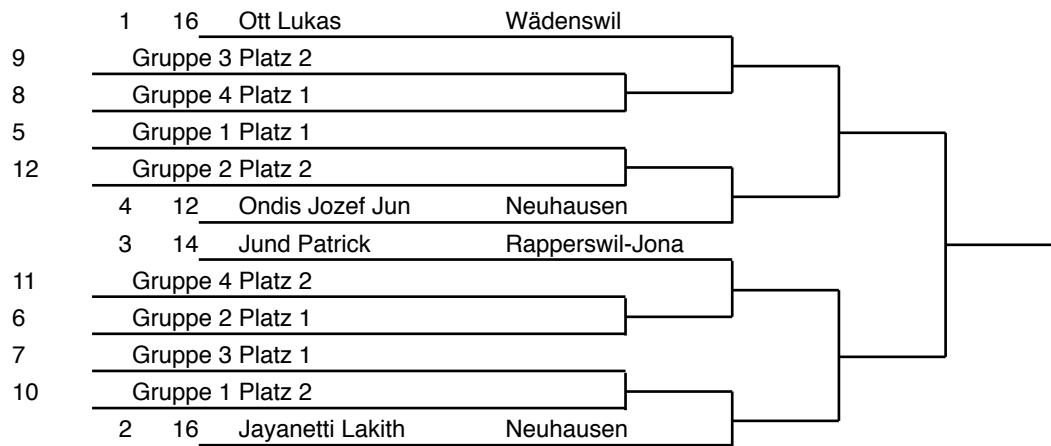 1 16 Ott Lukas Wädenswil
9 Gruppe 3 Platz 2
8 Gruppe 4 Platz 1
5 Gruppe 1 Platz 1
12 Gruppe 2 Platz 2
4 12 Ondis Jozef Jun Neuhausen
3 14 Jund Patrick Rapperswil-Jona
11 Gruppe 4 Platz 2
6 Gruppe 2 Platz 1
7 Gruppe 3 Platz 1
10 Gruppe 1 Platz 2
2 16 Jayanetti Lakith Neuhausen